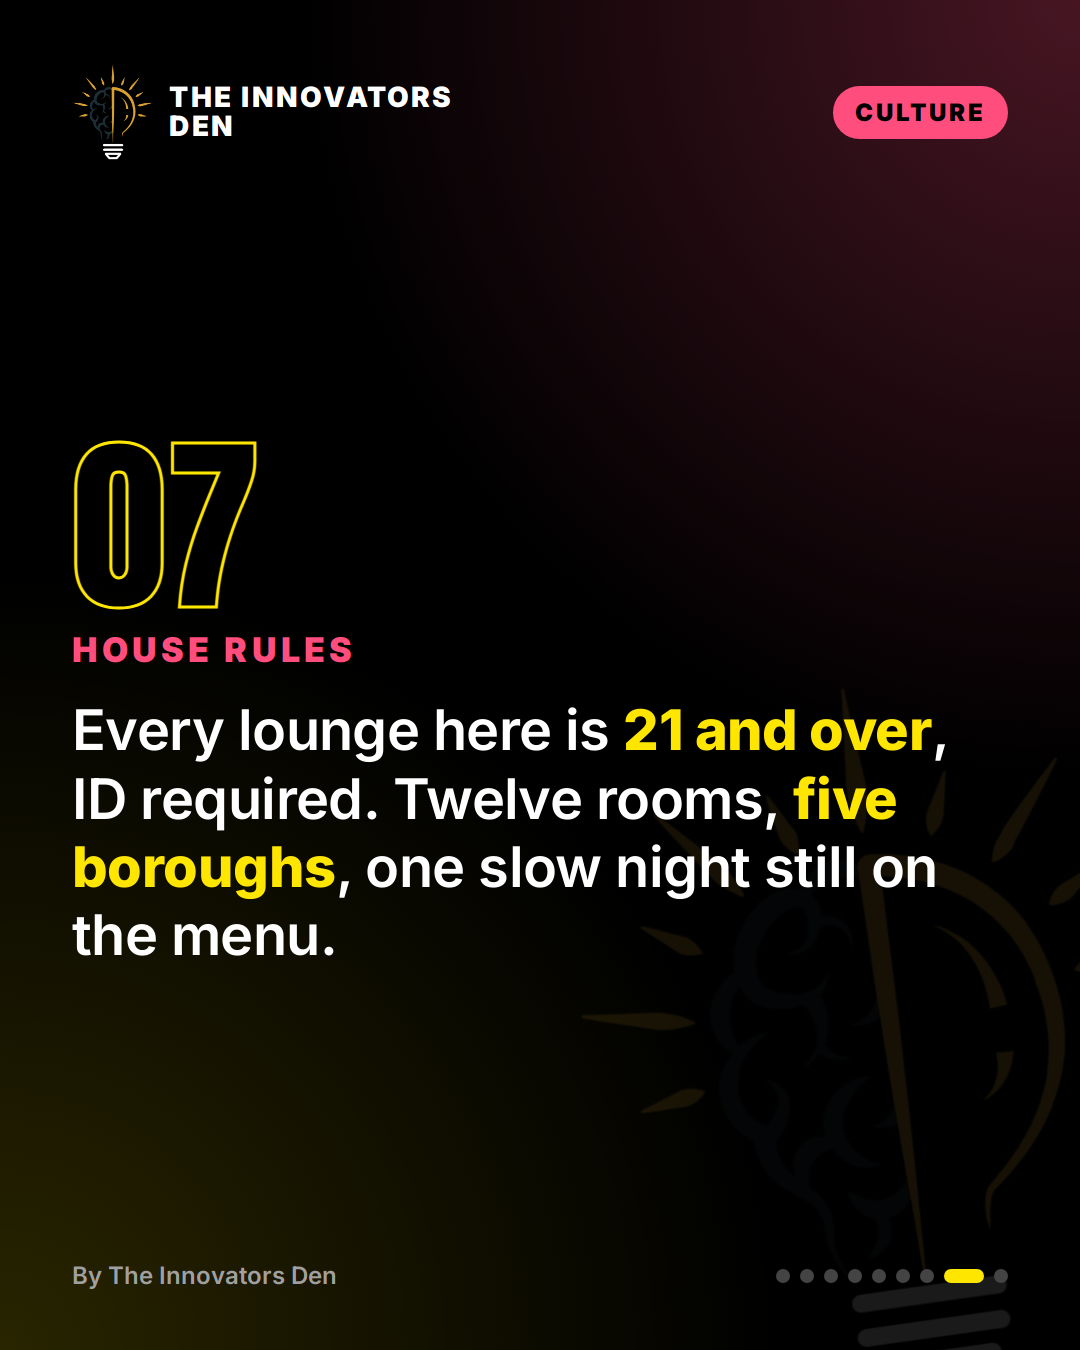 THE INNOVATORS
DEN
CULTURE
07
HOUSE RULES
Every lounge here is 21 and over,
ID required. Twelve rooms, five
boroughs, one slow night still on
the menu.
By The Innovators Den